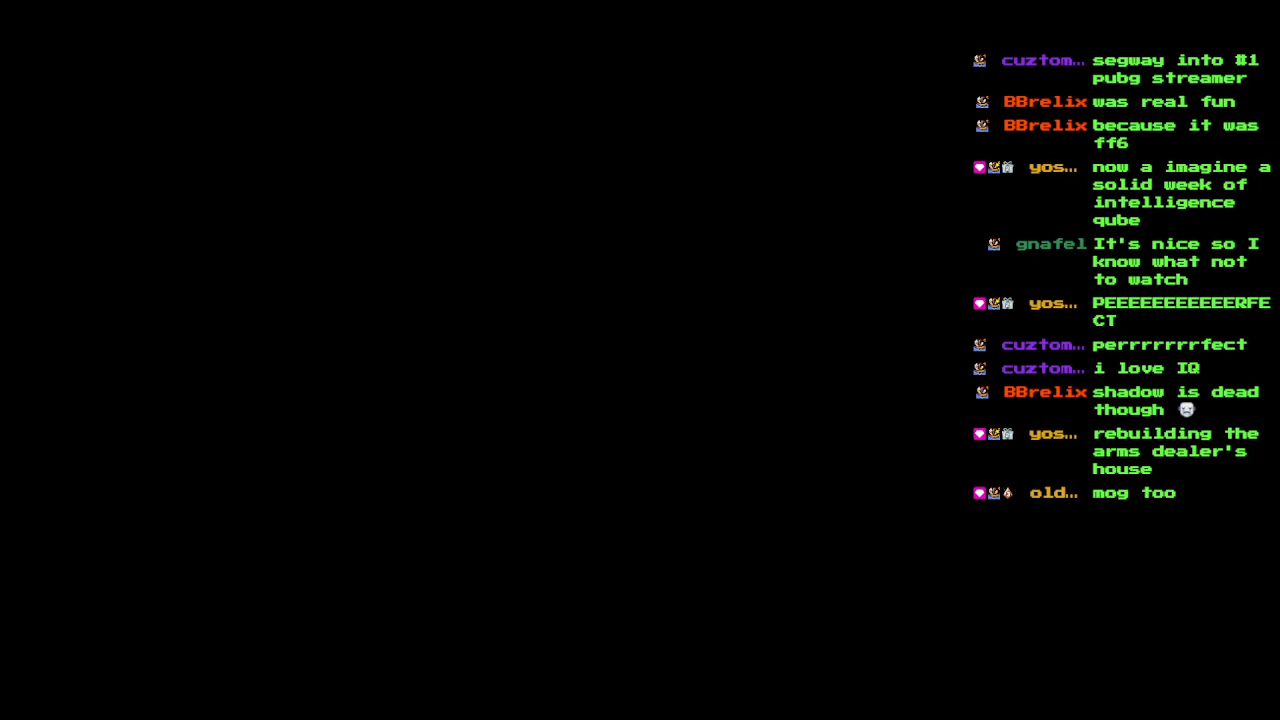 cuztom… segway into #1
pubg streamer
BBrelix was real fun
BBrelix because it was
ff6
yos… now a imagine a
solid week of
intelligence
qube
gnafel It's nice so I
know what not
to watch
yos… PEEEEEEEEEEEERFE
CT
cuztom… perrrrrrrfect
cuztom… i love IQ
BBrelix shadow is dead
though
yos… rebuilding the
arms dealer's
house
old… mog too